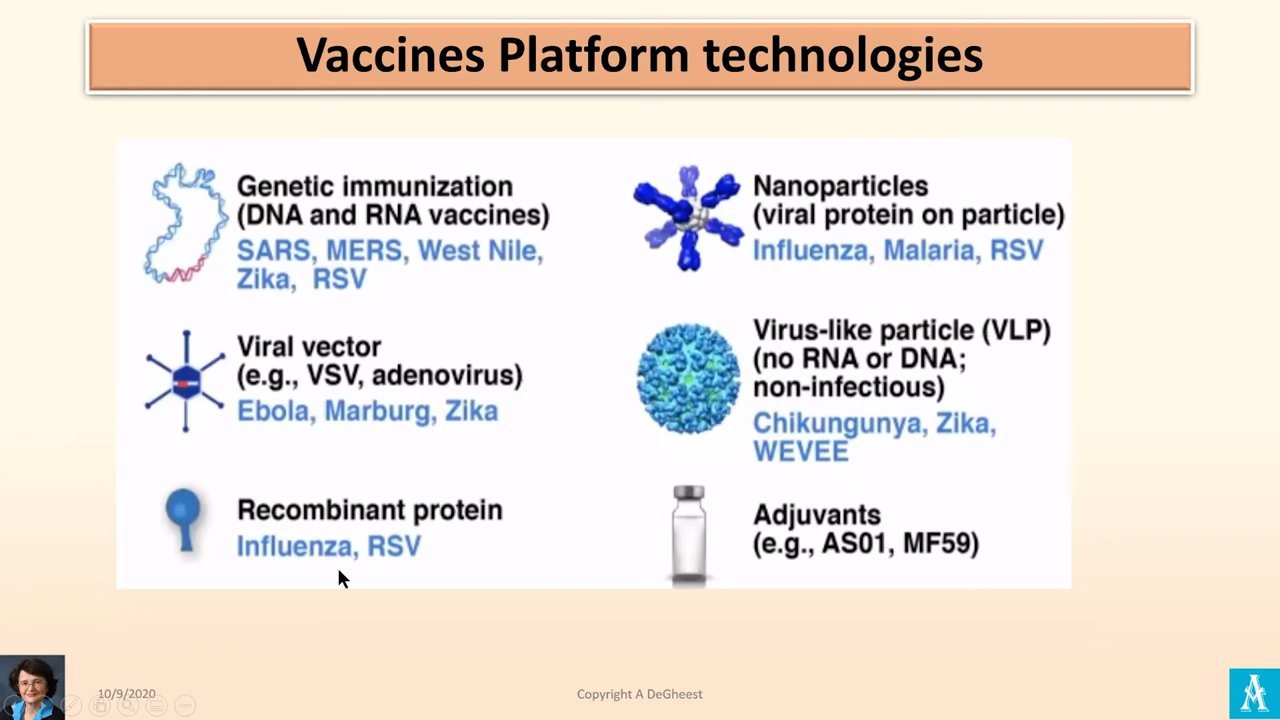 Vaccines Platform technologies
Genetic immunization
(DNA and RNA vaccines)
SARS, MERS, West Nile,
Zika, RSV
Viral vector
(e.g., VSV, adenovirus)
Ebola, Marburg, Zika
Recombinant protein
Influenza, RSV
Nanoparticles
(viral protein on particle)
Influenza, Malaria, RSV
Virus-like particle (VLP)
(no RNA or DNA;
non-infectious)
Chikungunya, Zika,
WEVEE
Adjuvants
(e.g., AS01, MF59)
10/9/2020
Copyright A DeGheest
A